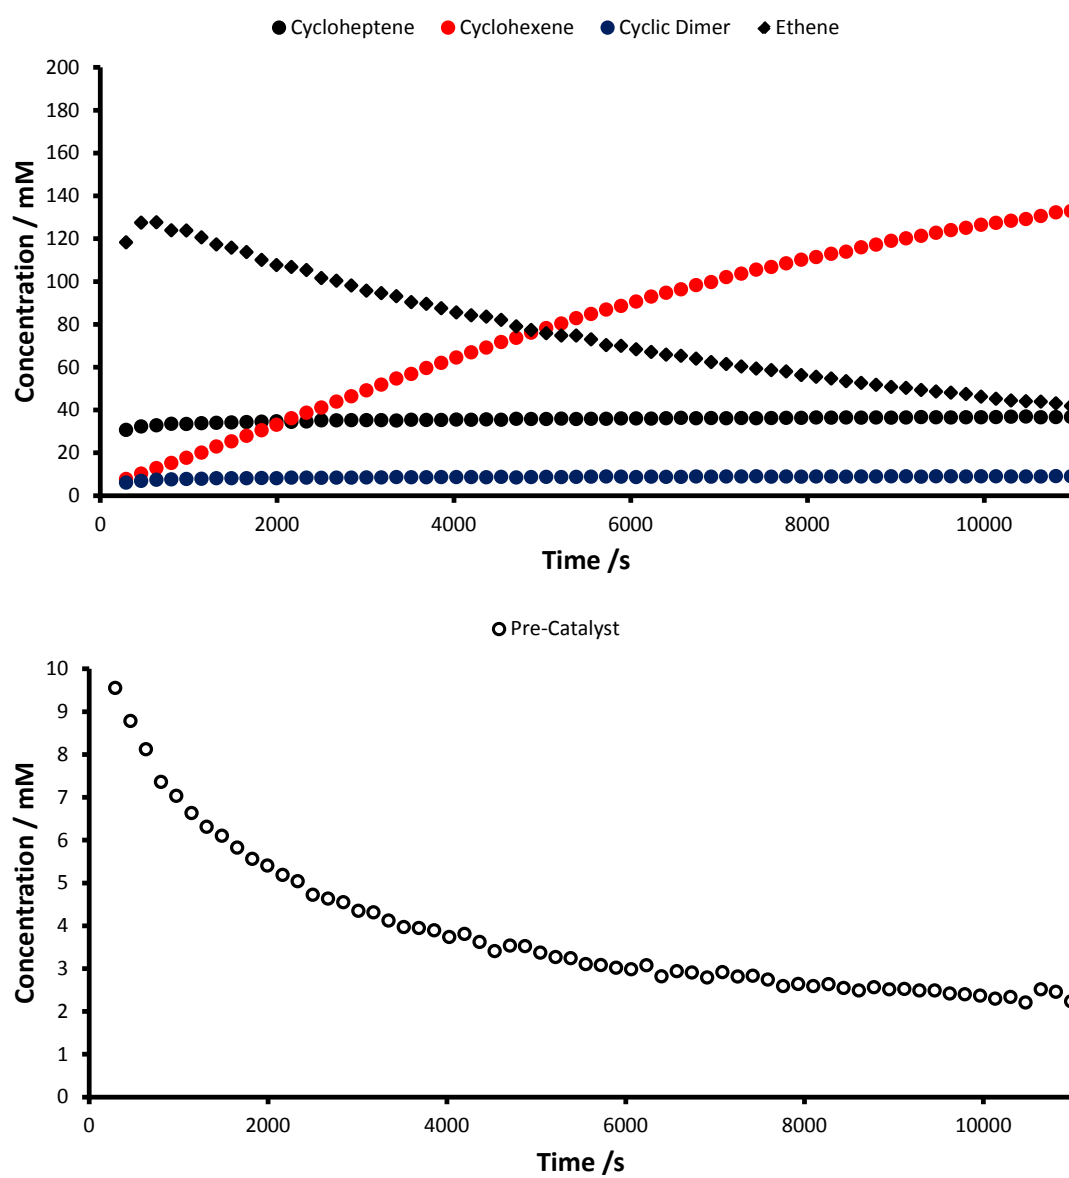 Cycloheptene Cyclohexene Cyclic Dimer Ethene
200
180
160
140
120
100
80
60
40
20
0
Concentration / mM
0 2000 4000 6000 8000 10000
Time /s
Pre-Catalyst
10
9
8
7
6
5
4
3
2
1
0
Concentration / mM
0 2000 4000 6000 8000 10000
Time /s